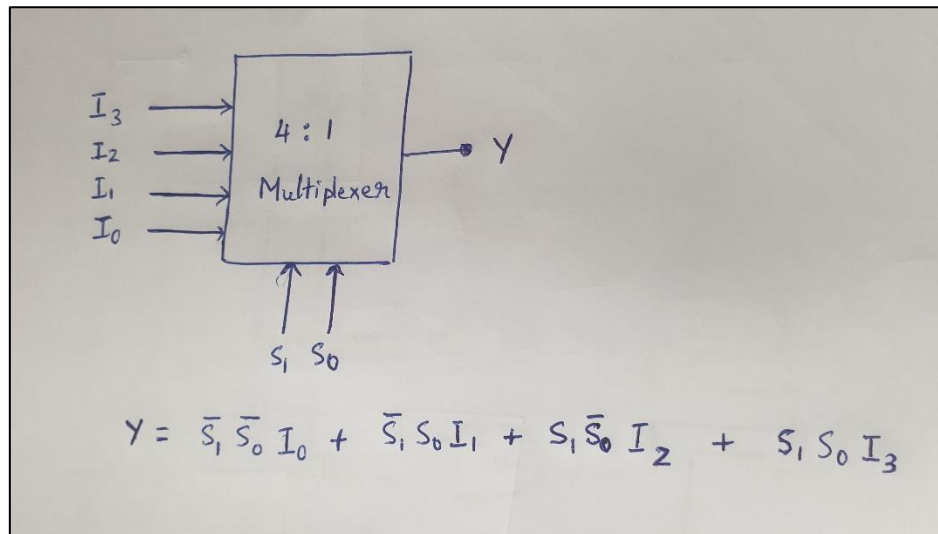 I₃
4 : 1
I₂
Y
I₁
Multiplexer
I₀
S₁ S₀
Y = S̄₁ S̄₀ I₀ + S̄₁ S₀ I₁ + S₁ S̄₀ I₂ + S₁ S₀ I₃